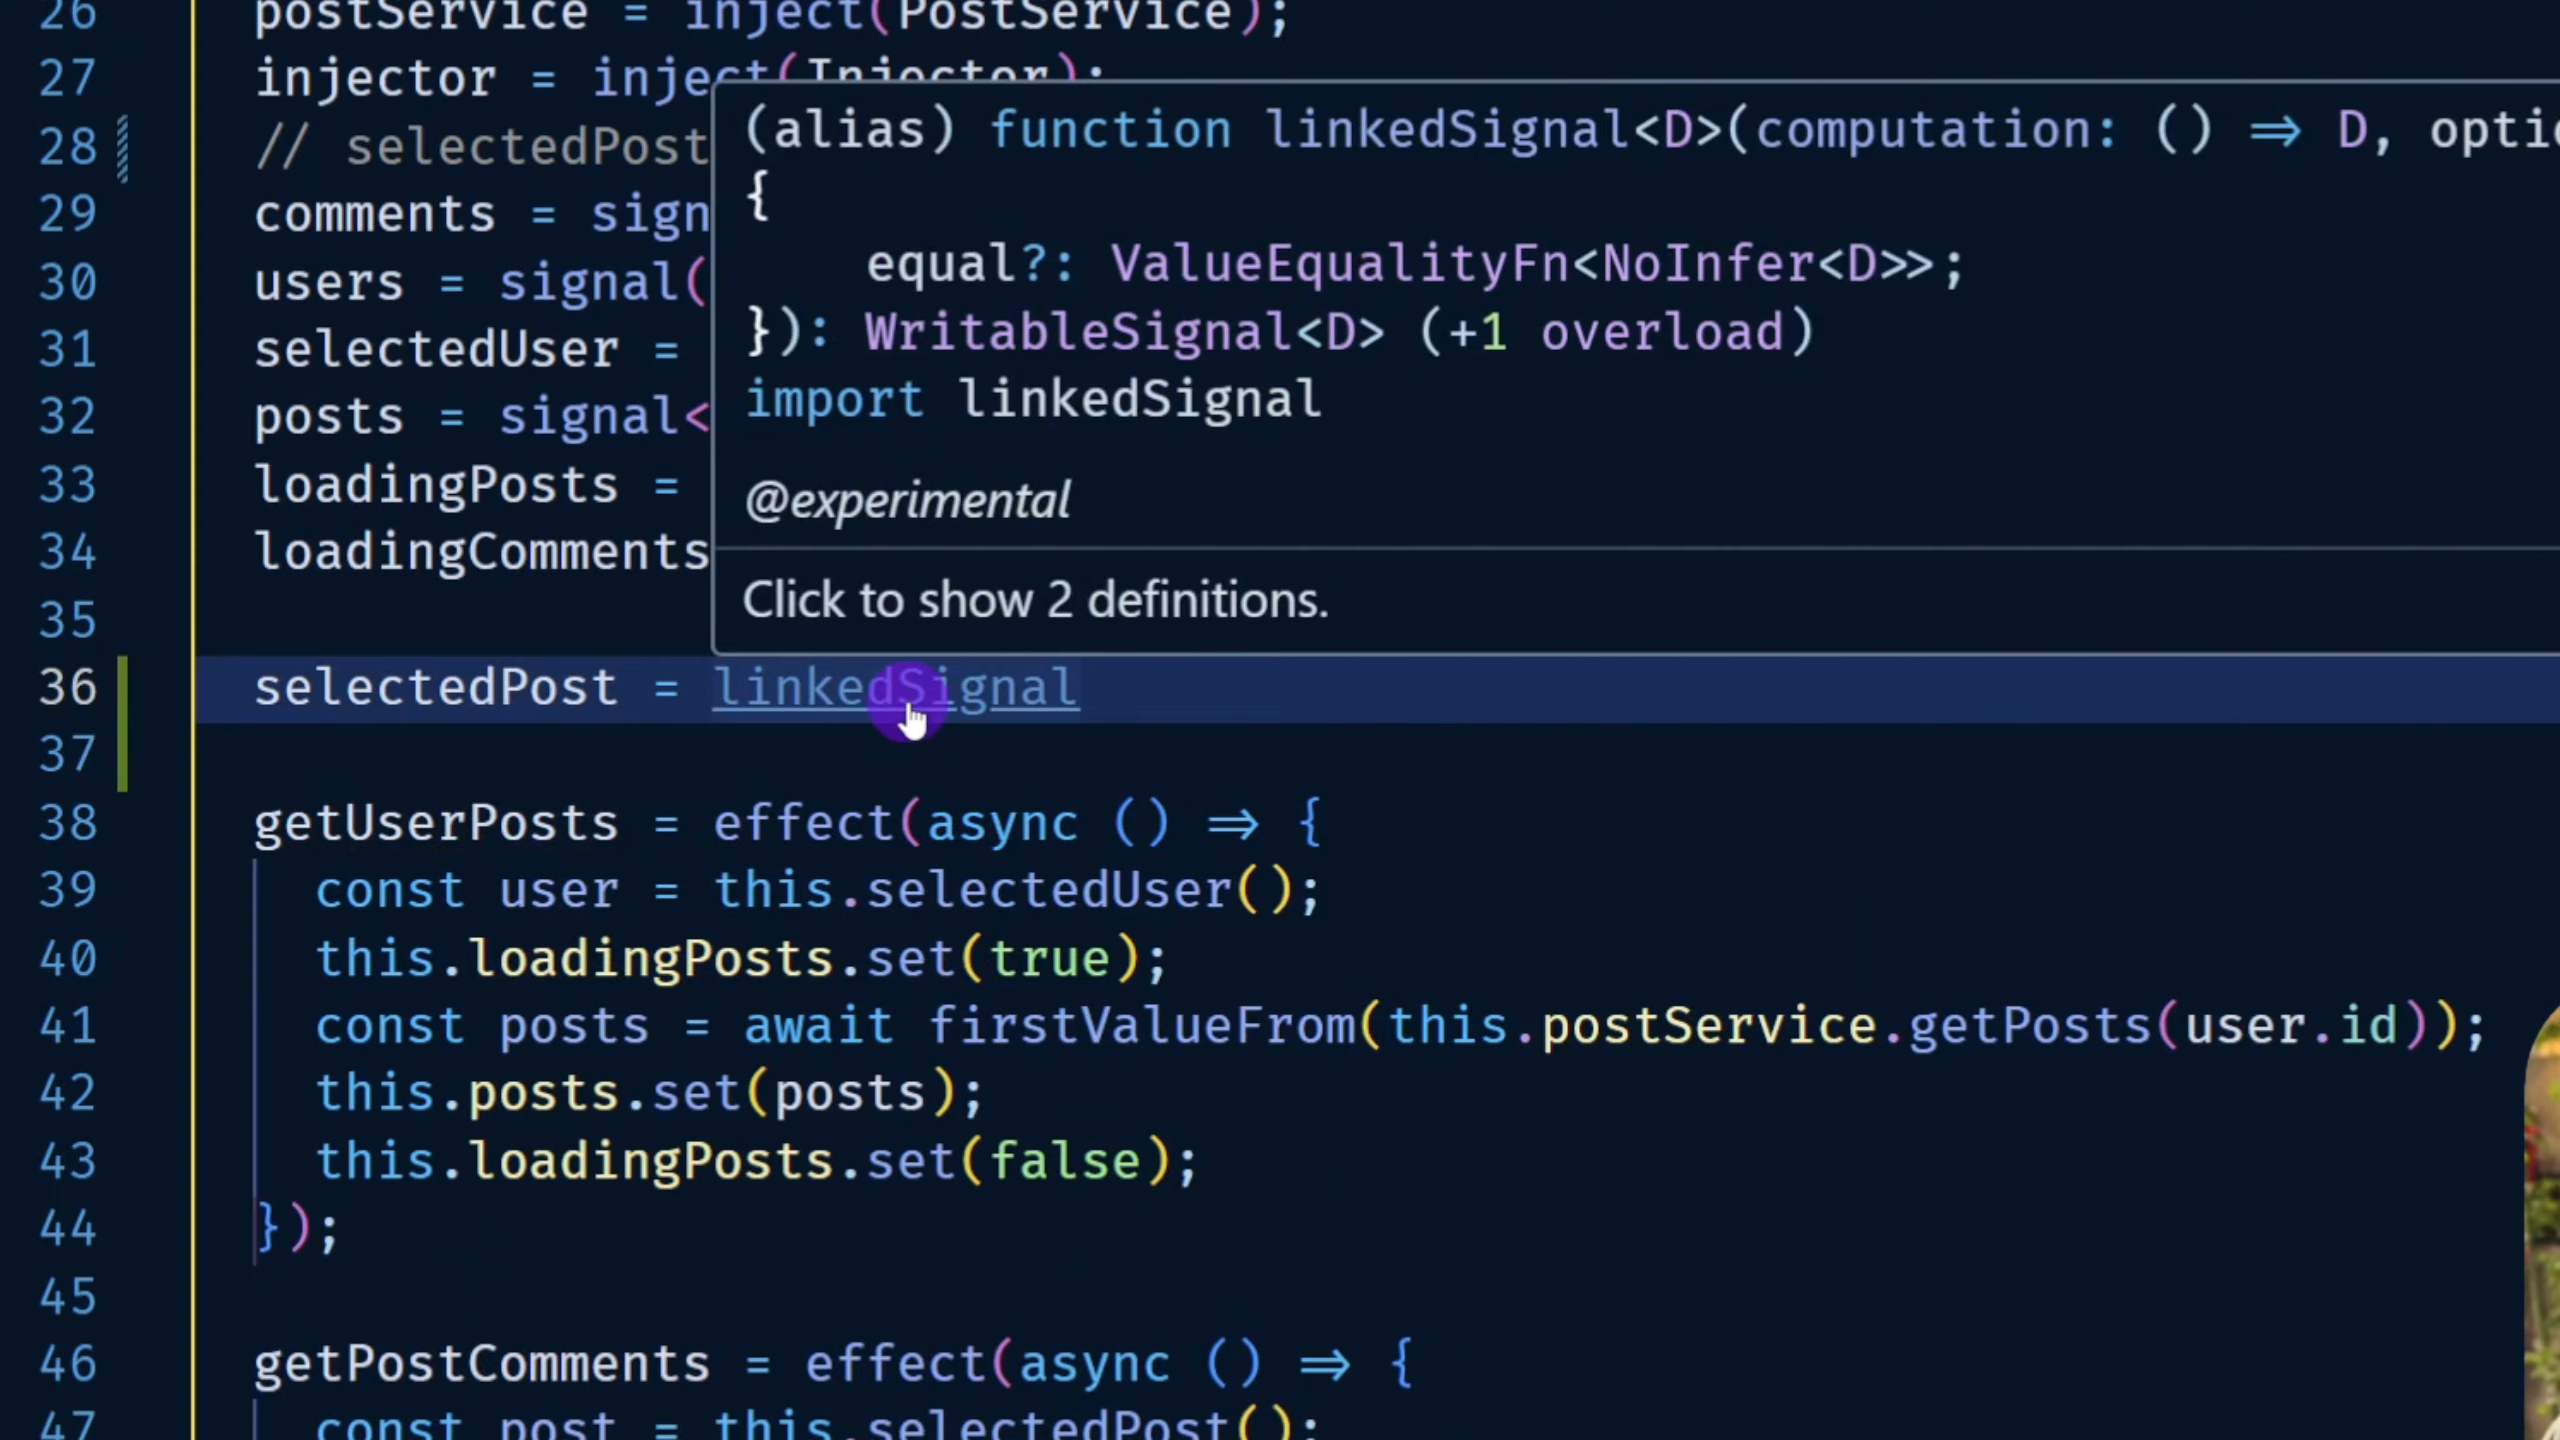 26 postService = inject(PostService);
27 injector = inject(Injector);
28 // selectedPost
29 comments = sign
30 users = signal(
31 selectedUser =
32 posts = signal<
33 loadingPosts =
34 loadingComments
35
(alias) function linkedSignal<D>(computation: () => D, optio
{
equal?: ValueEqualityFn<NoInfer<D>>;
}): WritableSignal<D> (+1 overload)
import linkedSignal
@experimental
Click to show 2 definitions.
36 selectedPost = linkedSignal
37
38 getUserPosts = effect(async () => {
39 const user = this.selectedUser();
40 this.loadingPosts.set(true);
41 const posts = await firstValueFrom(this.postService.getPosts(user.id));
42 this.posts.set(posts);
43 this.loadingPosts.set(false);
44 });
45
46 getPostComments = effect(async () => {
47 const post = this.selectedPost();